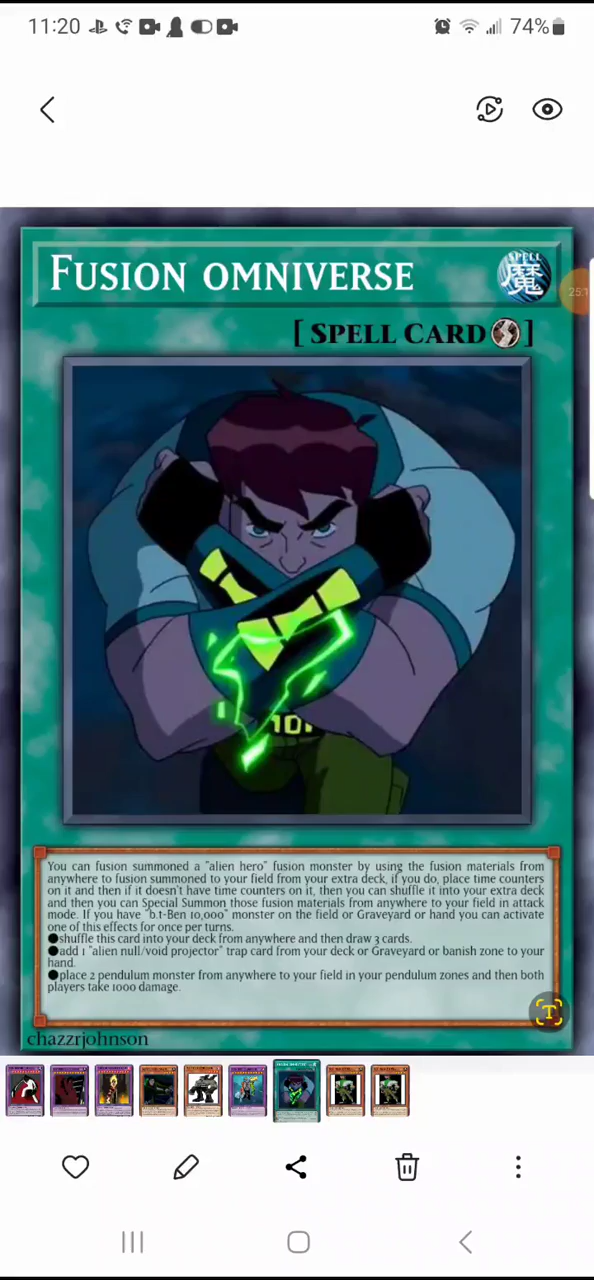 11:20
74%
FUSION OMNIVERSE
SPELL
魔
25:1
[ SPELL CARD ]
10
You can fusion summoned a "alien hero" fusion monster by using the fusion materials from
anywhere to fusion summoned to your field from your extra deck, if you do, place time counters
on it and then if it doesn't have time counters on it, then you can shuffle it into your extra deck
and then you can Special Summon those fusion materials from anywhere to your field in attack
mode. If you have "b.t-Ben 10,000" monster on the field or Graveyard or hand you can activate
one of this effects for once per turns.
●shuffle this card into your deck from anywhere and then draw 3 cards.
●add 1 "alien null/void projector" trap card from your deck or Graveyard or banish zone to your
hand.
●place 2 pendulum monster from anywhere to your field in your pendulum zones and then both
players take 1000 damage.
T
chazzrjohnson